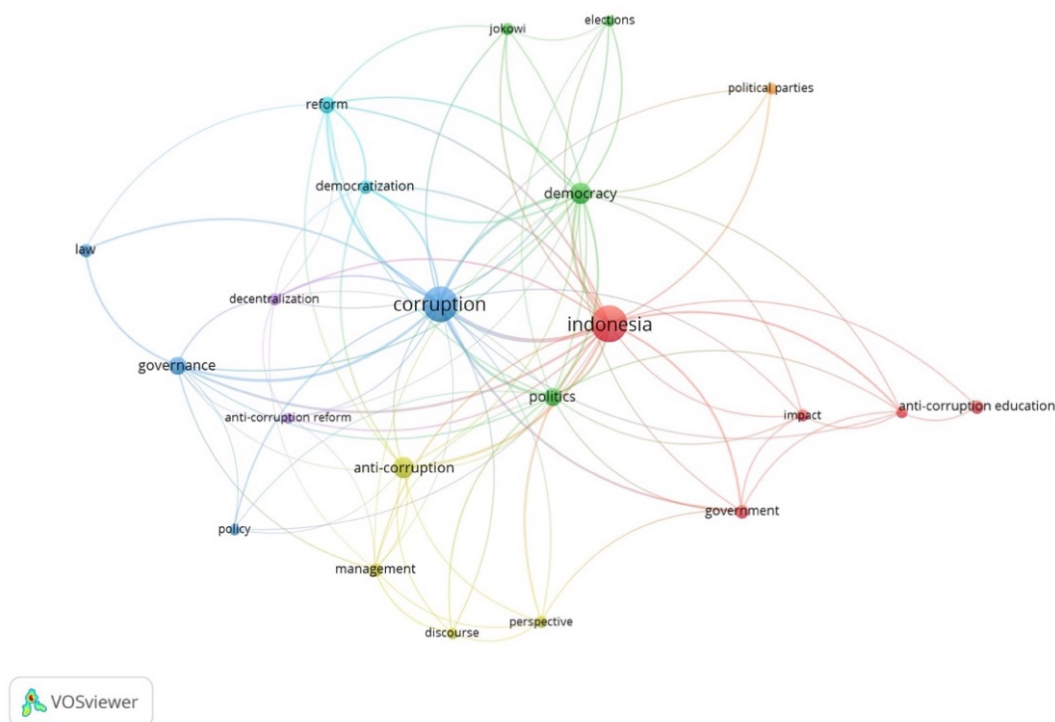 elections
jokowi
political parties
reform
democratization
democracy
law
decentralization
corruption
indonesia
governance
politics
anti-corruption reform
impact
anti-corruption education
anti-corruption
government
policy
management
perspective
discourse
VOSviewer